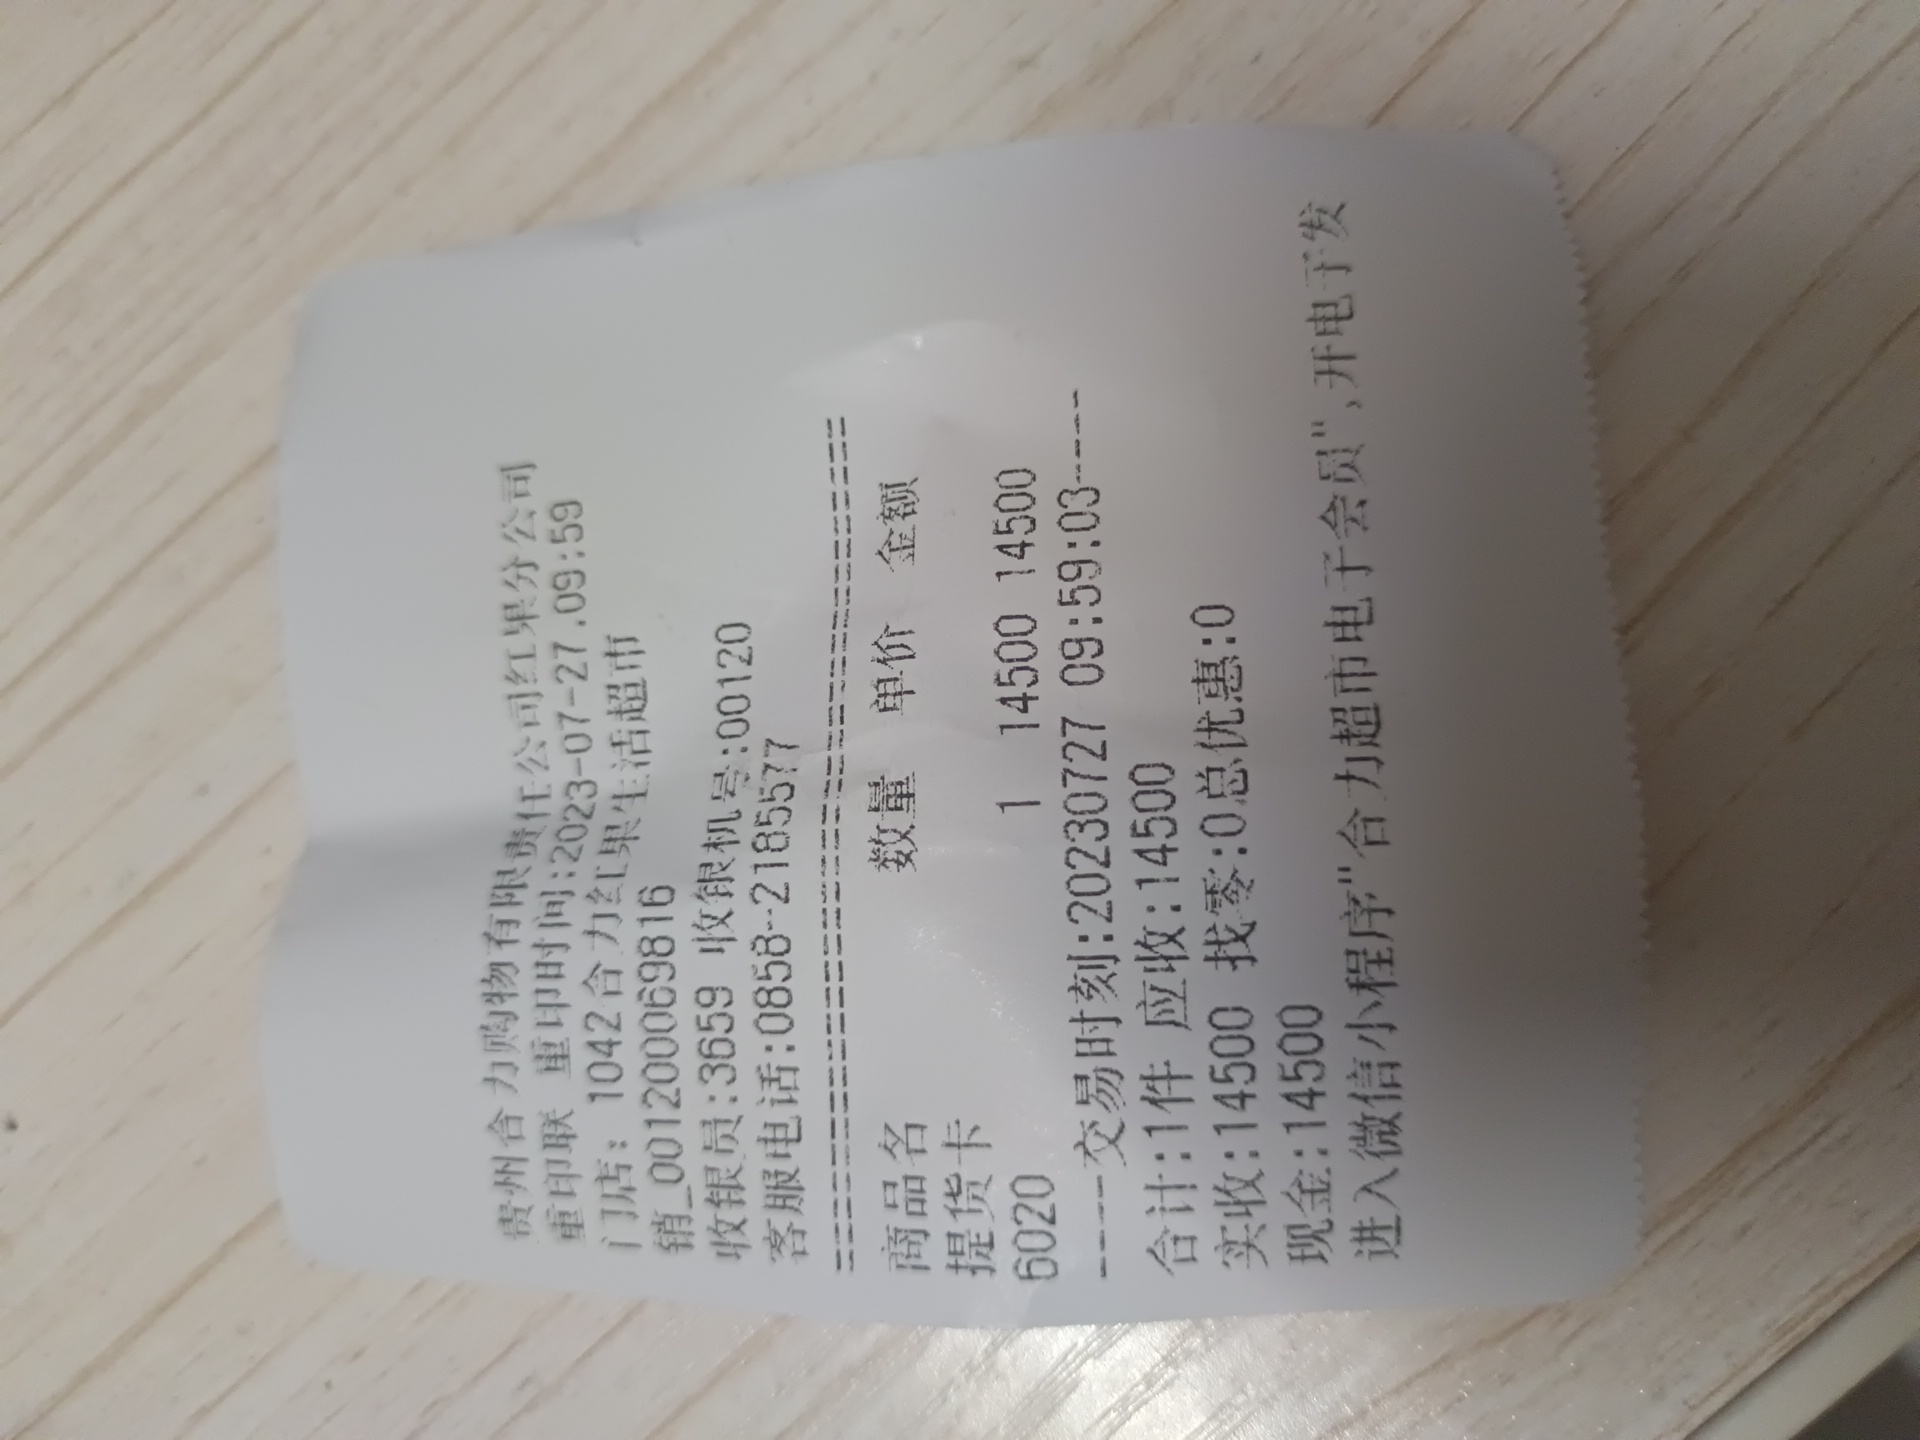 贵州合力购物有限责任公司红果分公司
重印联 重印时间:2023-07-27.09:59
门店: 1042合力红果生活超市
销_00120006981​6
收银员:3659 收银机号:00120
客服电话:0858-2185577
================================
商品名 数量 单价 金额
提货卡
6020 1 14500 14500
----交易时刻:20230727 09:59:03----
合计:1件 应收:14500
实收:14500 找零:0总优惠:0
现金:14500
进入微信小程序"合力超市电子会员",开电子发